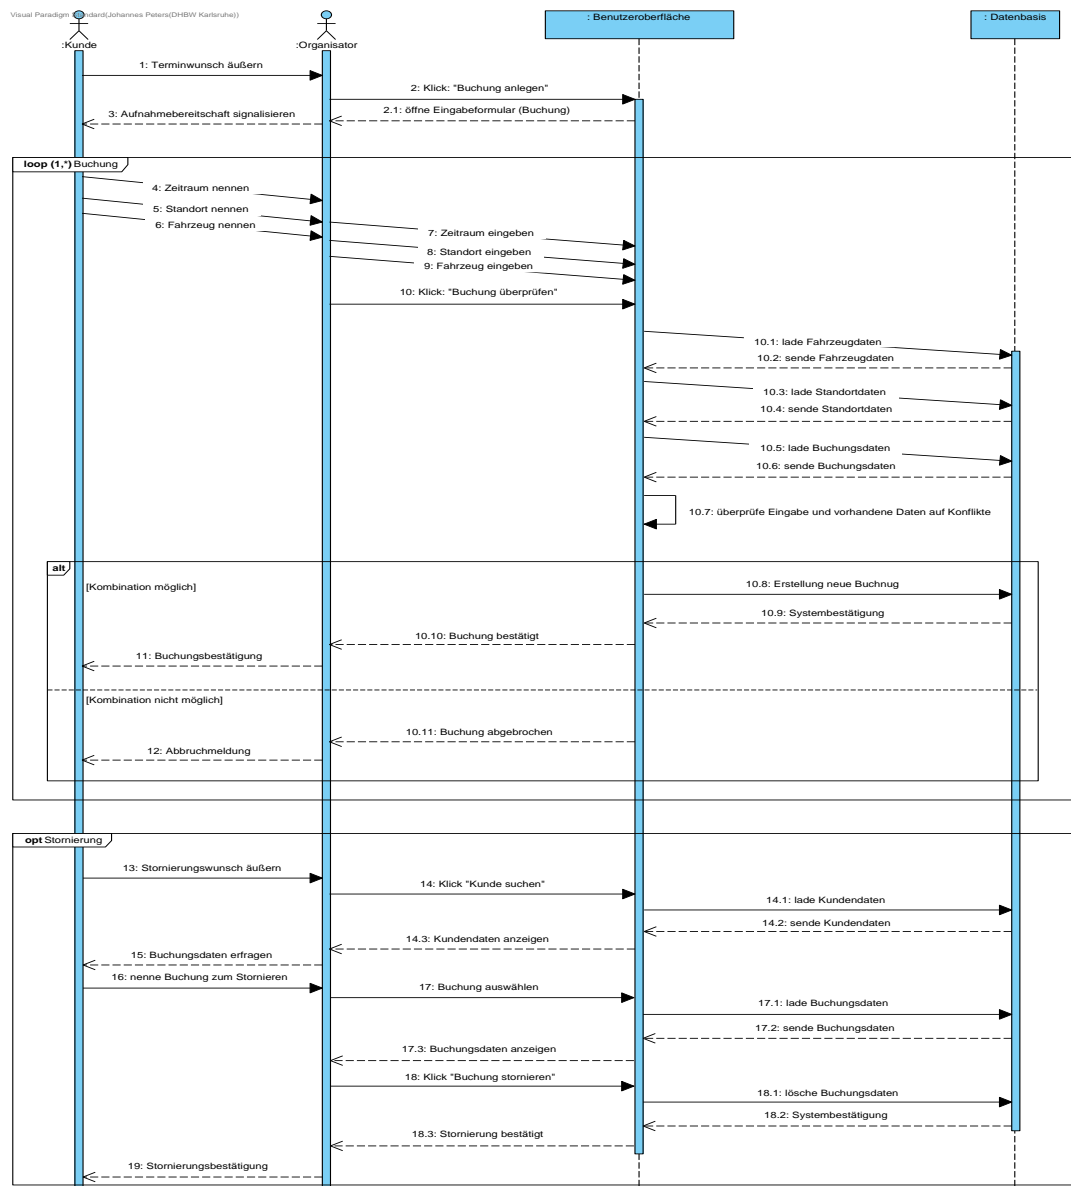 Visual Paradigm Standard(Johannes Peters(DHBW Karlsruhe))
:Kunde
:Organisator
: Benutzeroberfläche
: Datenbasis
1: Terminwunsch äußern
2: Klick: "Buchung anlegen"
2.1: öffne Eingabeformular (Buchung)
3: Aufnahmebereitschaft signalisieren
loop (1,*) Buchung
4: Zeitraum nennen
5: Standort nennen
6: Fahrzeug nennen
7: Zeitraum eingeben
8: Standort eingeben
9: Fahrzeug eingeben
10: Klick: "Buchung überprüfen"
10.1: lade Fahrzeugdaten
10.2: sende Fahrzeugdaten
10.3: lade Standortdaten
10.4: sende Standortdaten
10.5: lade Buchungsdaten
10.6: sende Buchungsdaten
10.7: überprüfe Eingabe und vorhandene Daten auf Konflikte
alt
[Kombination möglich]
10.8: Erstellung neue Buchnug
10.9: Systembestätigung
10.10: Buchung bestätigt
11: Buchungsbestätigung
[Kombination nicht möglich]
10.11: Buchung abgebrochen
12: Abbruchmeldung
opt Stornierung
13: Stornierungswunsch äußern
14: Klick "Kunde suchen"
14.1: lade Kundendaten
14.2: sende Kundendaten
14.3: Kundendaten anzeigen
15: Buchungsdaten erfragen
16: nenne Buchung zum Stornieren
17: Buchung auswählen
17.1: lade Buchungsdaten
17.2: sende Buchungsdaten
17.3: Buchungsdaten anzeigen
18: Klick "Buchung stornieren"
18.1: lösche Buchungsdaten
18.2: Systembestätigung
18.3: Stornierung bestätigt
19: Stornierungsbestätigung